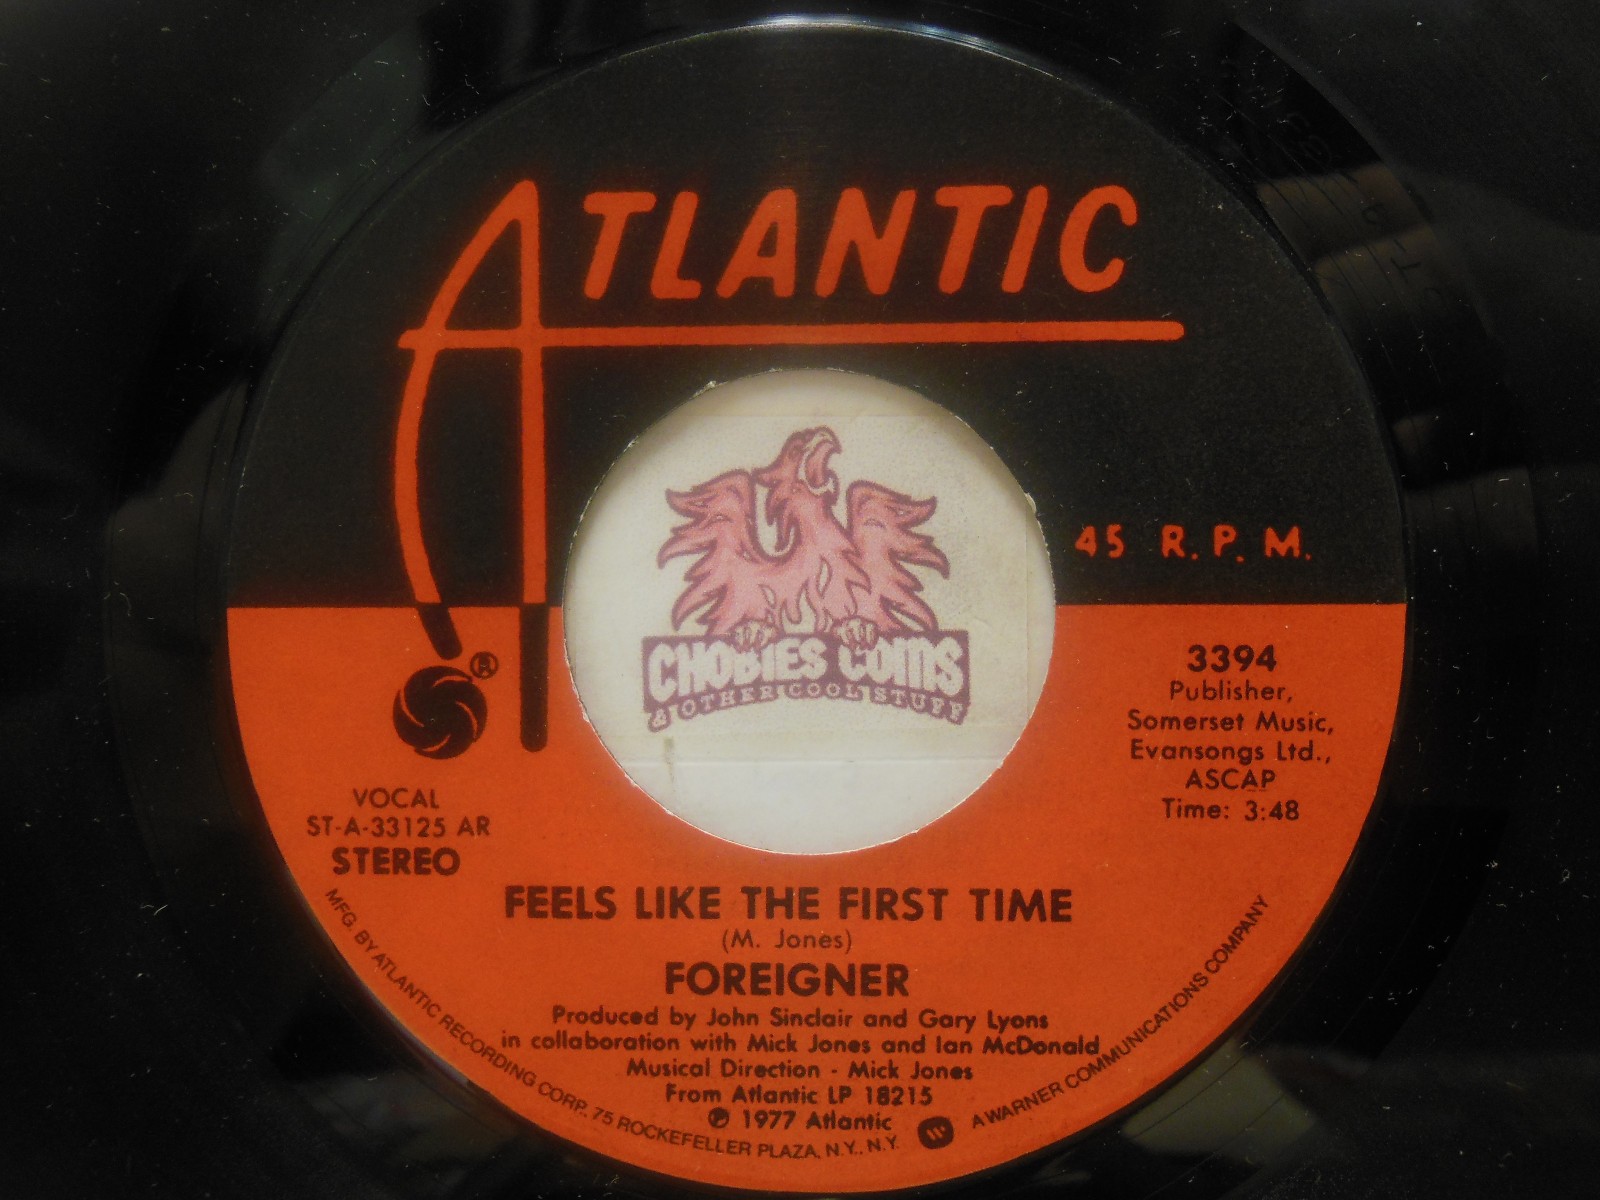 ATLANTIC
45 R.P.M.
®
3394
Publisher,
Somerset Music,
Evansongs Ltd.,
ASCAP
Time: 3:48
VOCAL
ST-A-33125 AR
STEREO
CHOBIES COINS
& OTHER COOL STUFF
FEELS LIKE THE FIRST TIME
(M. Jones)
FOREIGNER
Produced by John Sinclair and Gary Lyons
in collaboration with Mick Jones and Ian McDonald
Musical Direction - Mick Jones
From Atlantic LP 18215
℗ 1977 Atlantic
MFG. BY ATLANTIC RECORDING CORP., 75 ROCKEFELLER PLAZA, N.Y., N.Y. A WARNER COMMUNICATIONS COMPANY